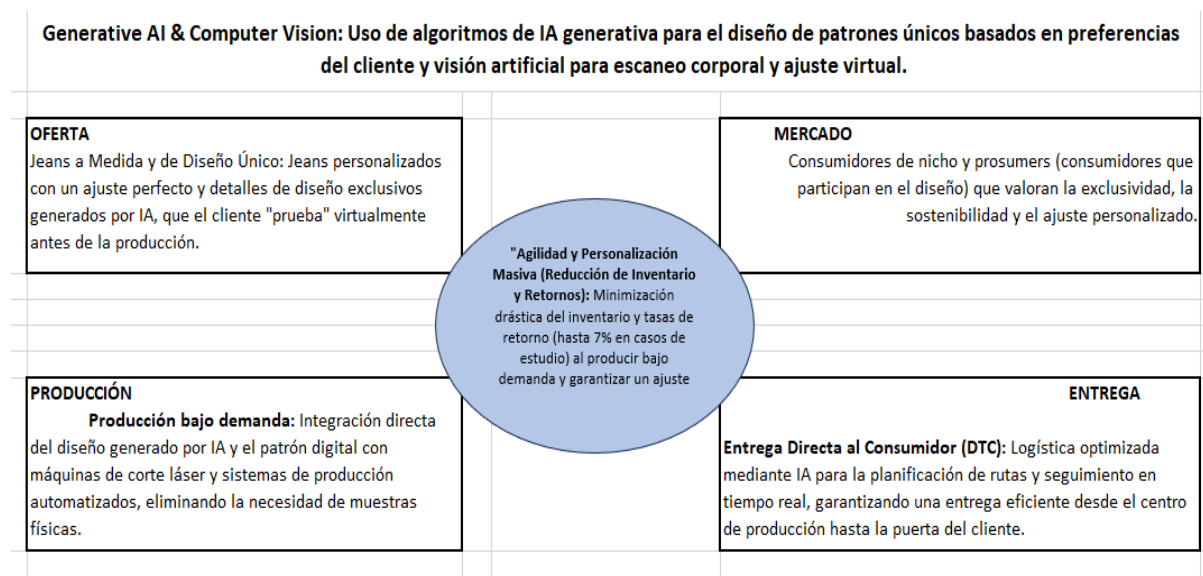 Generative AI & Computer Vision: Uso de algoritmos de IA generativa para el diseño de patrones únicos basados en preferencias
del cliente y visión artificial para escaneo corporal y ajuste virtual.
OFERTA
Jeans a Medida y de Diseño Único: Jeans personalizados
con un ajuste perfecto y detalles de diseño exclusivos
generados por IA, que el cliente "prueba" virtualmente
antes de la producción.
MERCADO
Consumidores de nicho y prosumers (consumidores que
participan en el diseño) que valoran la exclusividad, la
sostenibilidad y el ajuste personalizado.
"Agilidad y Personalización
Masiva (Reducción de Inventario
y Retornos): Minimización
drástica del inventario y tasas de
retorno (hasta 7% en casos de
estudio) al producir bajo
demanda y garantizar un ajuste
PRODUCCIÓN
Producción bajo demanda: Integración directa
del diseño generado por IA y el patrón digital con
máquinas de corte láser y sistemas de producción
automatizados, eliminando la necesidad de muestras
físicas.
ENTREGA
Entrega Directa al Consumidor (DTC): Logística optimizada
mediante IA para la planificación de rutas y seguimiento en
tiempo real, garantizando una entrega eficiente desde el centro
de producción hasta la puerta del cliente.